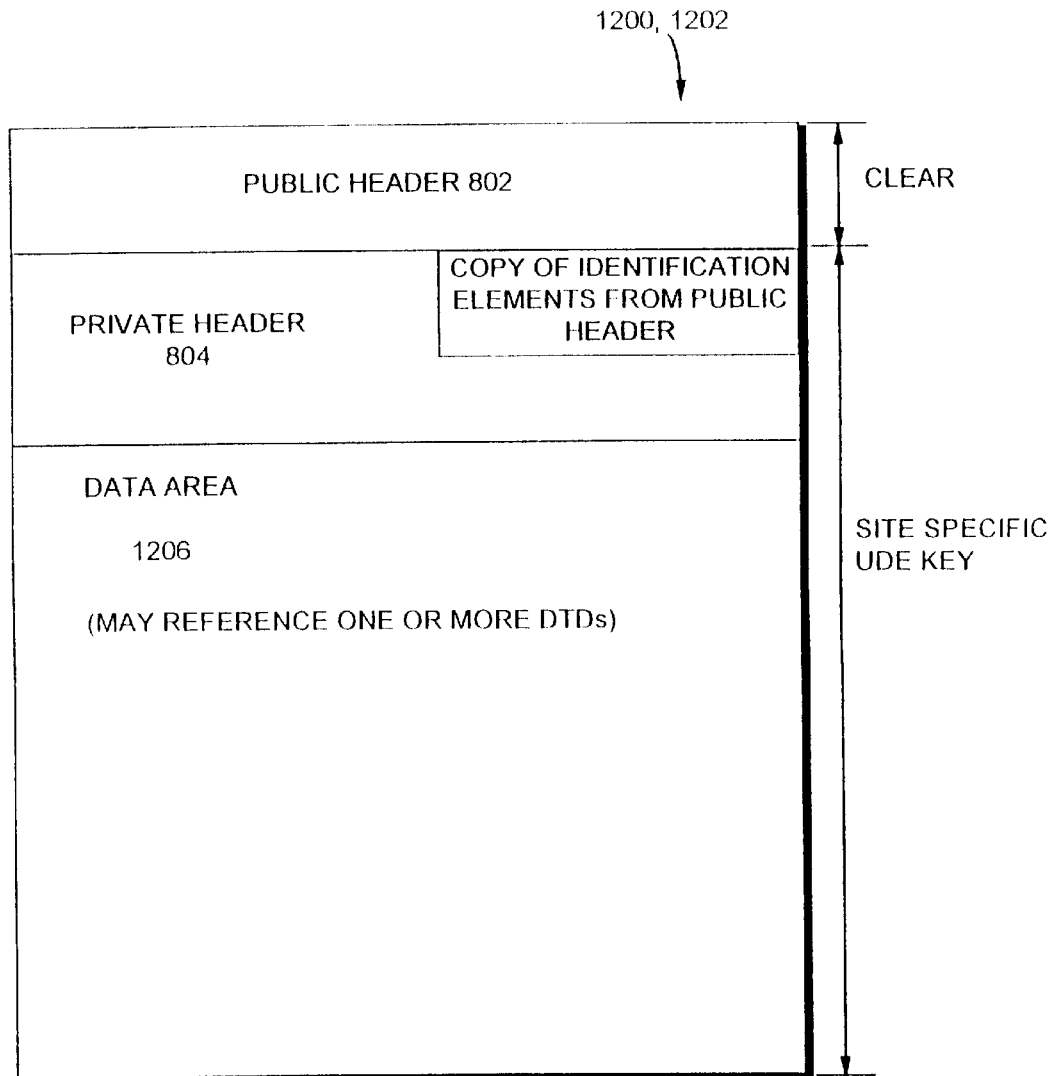 1200, 1202
PUBLIC HEADER 802
CLEAR
COPY OF IDENTIFICATION
ELEMENTS FROM PUBLIC
HEADER
PRIVATE HEADER
804
DATA AREA
1206
(MAY REFERENCE ONE OR MORE DTDs)
SITE SPECIFIC
UDE KEY